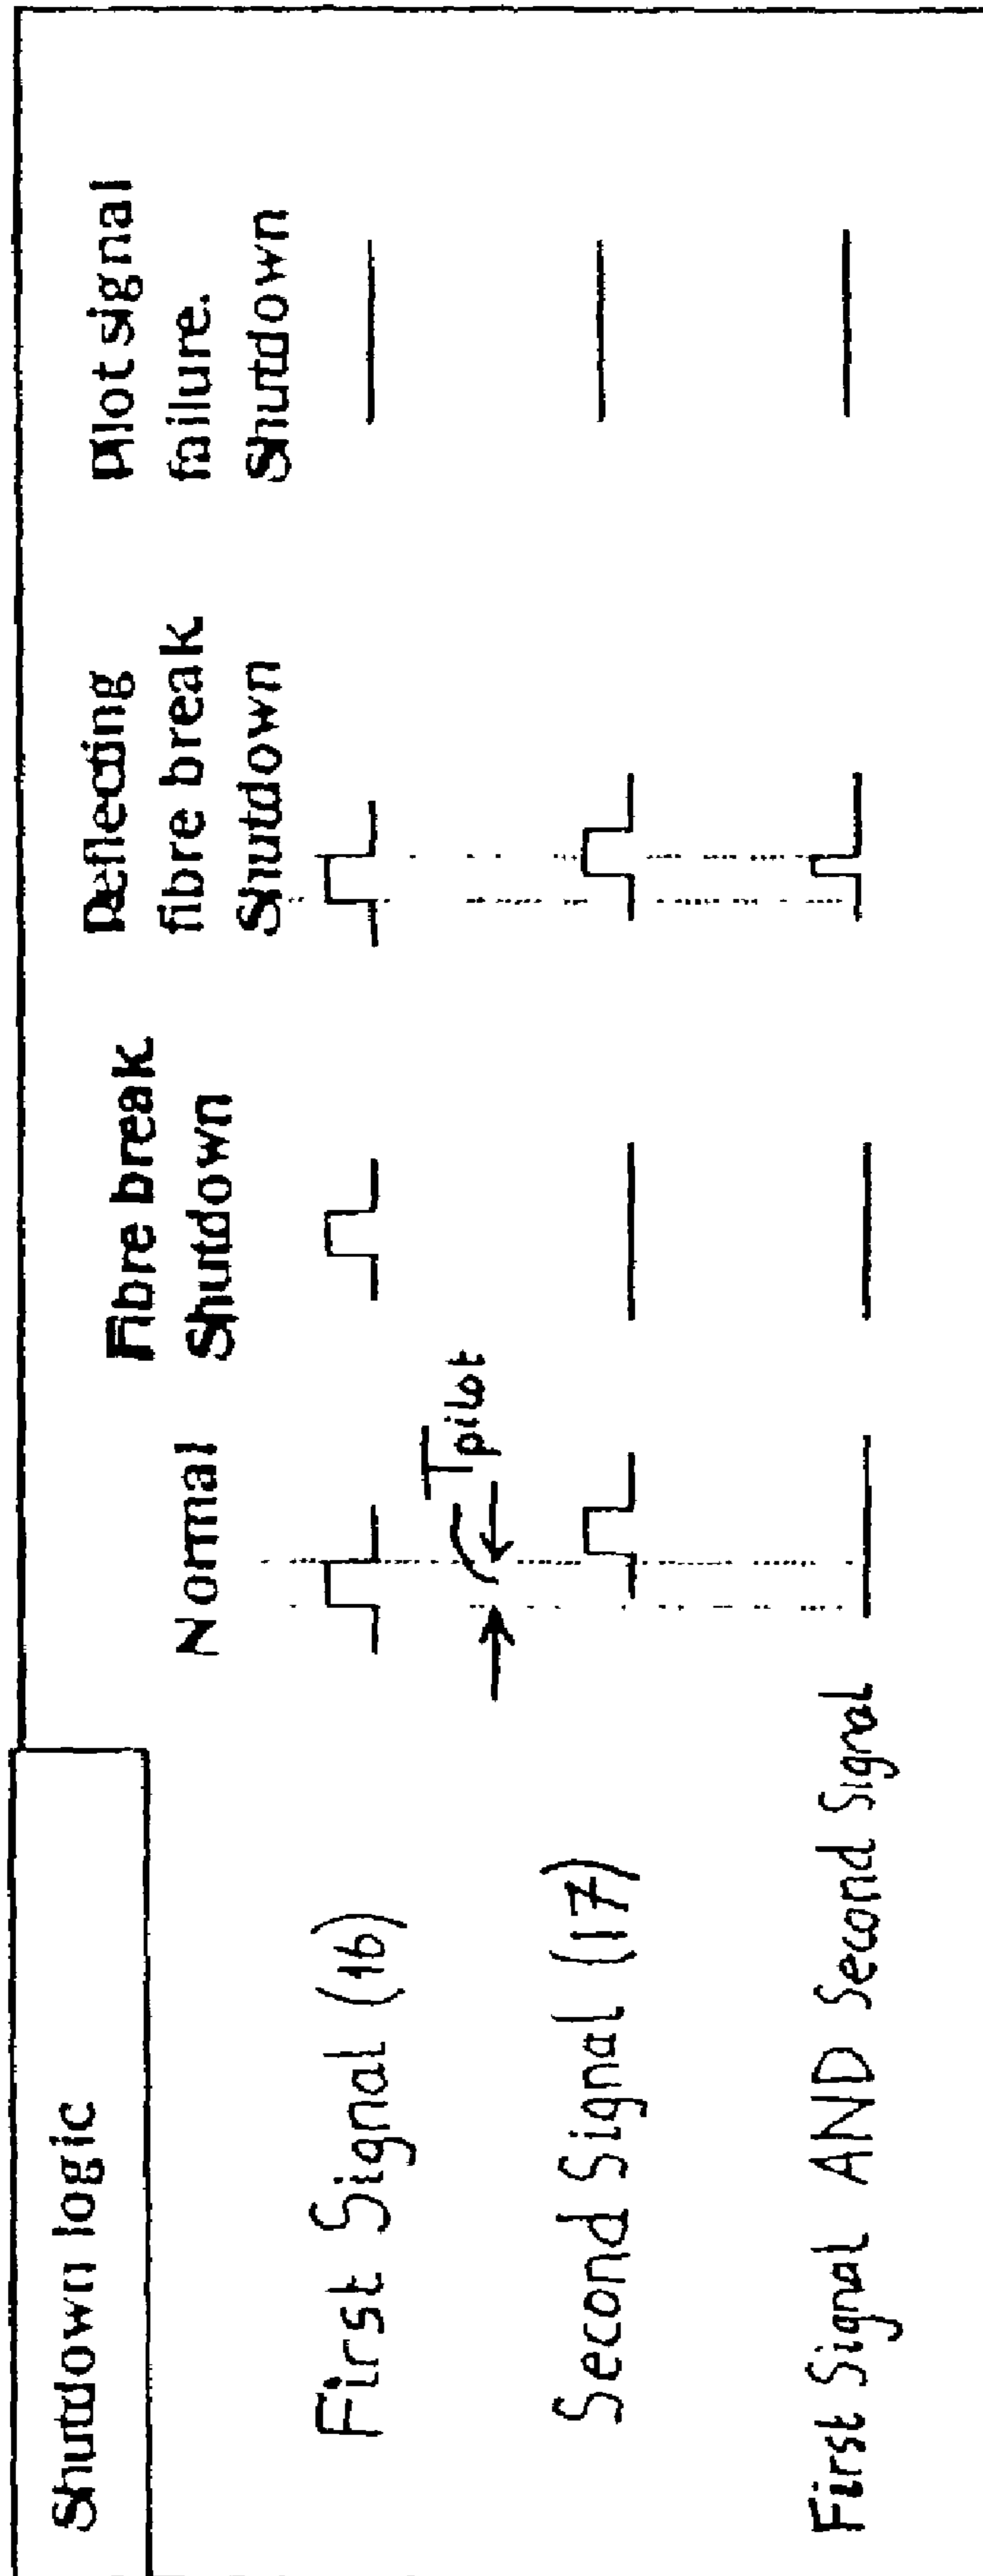 Shutdown logic
Normal
Fibre break
Shutdown
Reflecting
fibre break
Shutdown
Pilot signal
failure.
Shutdown
First Signal (16)
Tpilot
Second Signal (17)
First Signal AND Second Signal